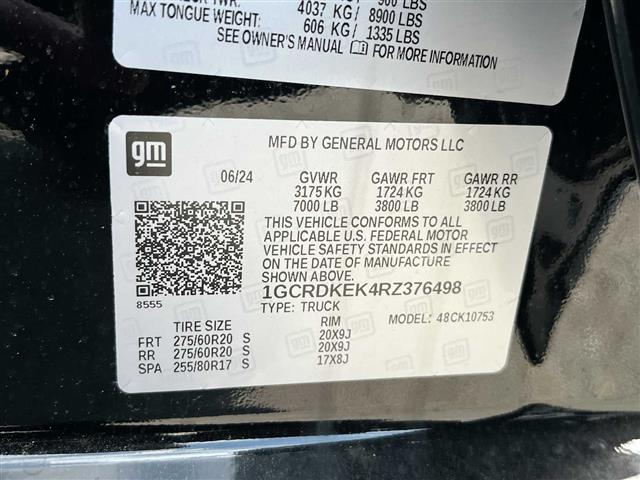 4037 KG/ 8900 LBS
MAX TONGUE WEIGHT: 606 KG/ 1335 LBS
SEE OWNER'S MANUAL FOR MORE INFORMATION
gm
MFD BY GENERAL MOTORS LLC
06/24 GVWR GAWR FRT GAWR RR
3175 KG 1724 KG 1724 KG
7000 LB 3800 LB 3800 LB
THIS VEHICLE CONFORMS TO ALL
APPLICABLE U.S. FEDERAL MOTOR
VEHICLE SAFETY STANDARDS IN EFFECT
ON THE DATE OF MANUFACTURE SHOWN ABOVE.
1GCRDKEK4RZ376498
8555
TYPE: TRUCK MODEL: 48CK10753
TIRE SIZE RIM
FRT 275/60R20 S 20X9J
RR 275/60R20 S 20X9J
SPA 255/80R17 S 17X8J